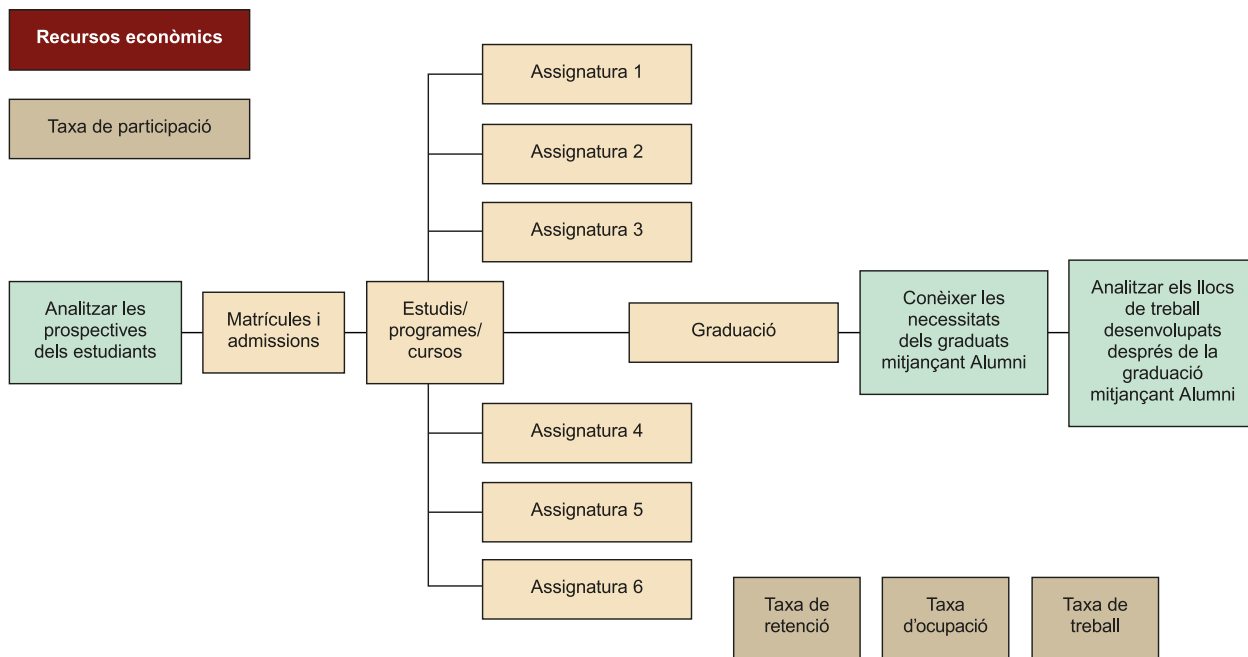 Recursos econòmics
Taxa de participació
Assignatura 1
Assignatura 2
Assignatura 3
Analitzar les
prospectives
dels estudiants
Matrícules i
admissions
Estudis/
programes/
cursos
Graduació
Conèixer les
necessitats
dels graduats
mitjançant Alumni
Analitzar els llocs
de treball
desenvolupats
després de la
graduació
mitjançant Alumni
Assignatura 4
Assignatura 5
Assignatura 6
Taxa de
retenció
Taxa
d’ocupació
Taxa de
treball